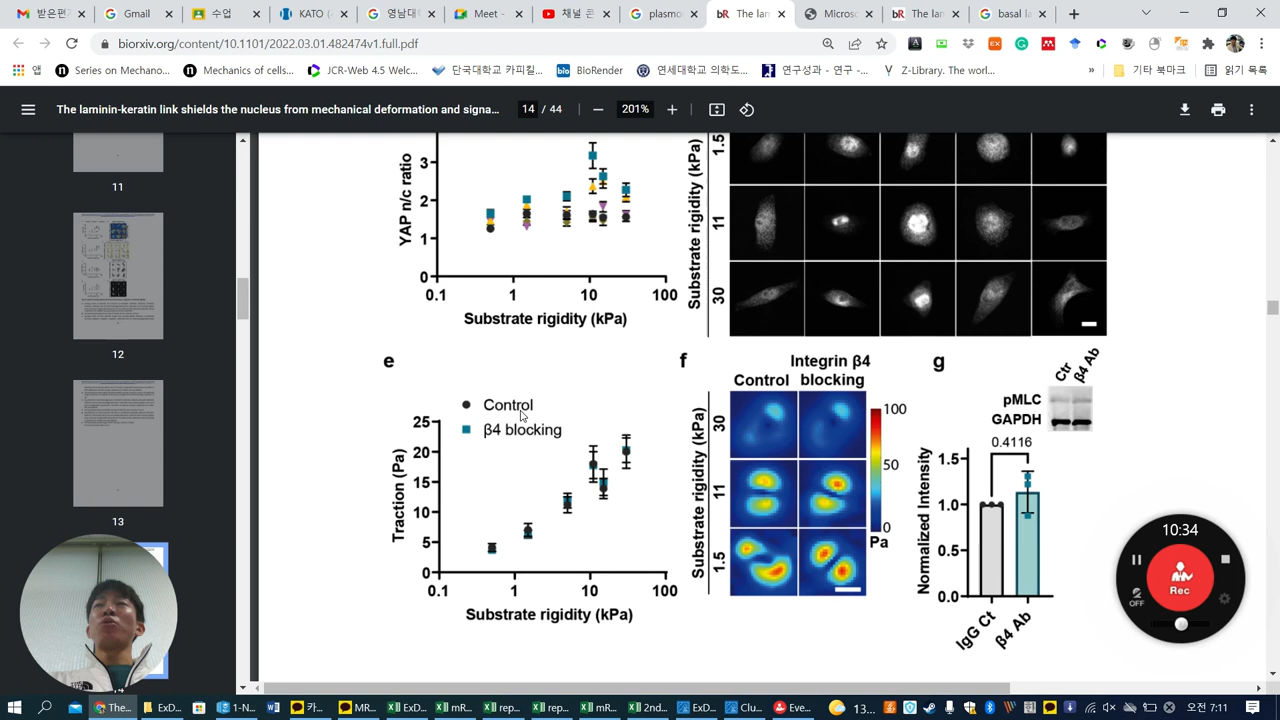 받은편지
Gmail
수업
KATO (
영남대
Meet -
채널 콘
plasmo
The lan
Microsc
The lan
basal la
biorxiv.org/content/10.1101/2
1.full.pdf
앱
Series on Mechano...
Mechanics of cells...
JCR-Web 4.5 Welc...
단국대학교 카피킬...
BioRender
연세대학교 의학도...
연구성과 - 연구 -...
Z-Library. The worl...
»
기타 북마크
읽기 목록
The laminin-keratin link shields the nucleus from mechanical deformation and signa...
14 / 44
201%
11
12
13
YAP n/c ratio
3
2
1
0
0.1 1 10 100
Substrate rigidity (kPa)
Substrate rigidity (kPa)
1.5
11
30
e
Control
β4 blocking
Traction (Pa)
25
20
15
10
5
0
0.1 1 10 100
Substrate rigidity (kPa)
f
Integrin β4
Control blocking
Substrate rigidity (kPa)
30
11
1.5
100
50
0
Pa
g
Ctr
β4 Ab
pMLC
GAPDH
0.4116
Normalized Intensity
1.5
1.0
0.5
0.0
IgG Ct
β4 Ab
10:34
Rec
OFF
The
ExD
1-1
카
MR
ExD
rep
rep
mR
2nd
ExD
Clu
Eve
13...
오전 7:11